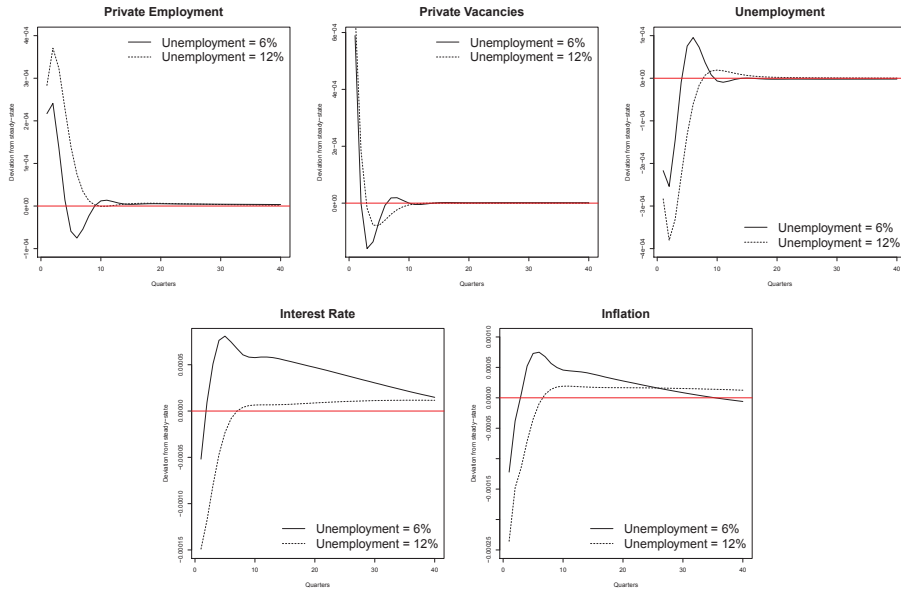 Private Employment
Unemployment = 6%
Unemployment = 12%
Deviation from steady−state
4e−04
3e−04
2e−04
1e−04
0e+00
−1e−04
0 10 20 30 40
Quarters
Private Vacancies
Unemployment = 6%
Unemployment = 12%
Deviation from steady−state
6e−04
4e−04
2e−04
0e+00
0 10 20 30 40
Quarters
Unemployment
Unemployment = 6%
Unemployment = 12%
Deviation from steady−state
1e−04
0e+00
−1e−04
−2e−04
−3e−04
−4e−04
0 10 20 30 40
Quarters
Interest Rate
Unemployment = 6%
Unemployment = 12%
Deviation from steady−state
0.00005
0.00000
−0.00005
−0.00010
−0.00015
0 10 20 30 40
Quarters
Inflation
Unemployment = 6%
Unemployment = 12%
Deviation from steady−state
0.00010
0.00000
−0.00005
−0.00015
−0.00025
0 10 20 30 40
Quarters